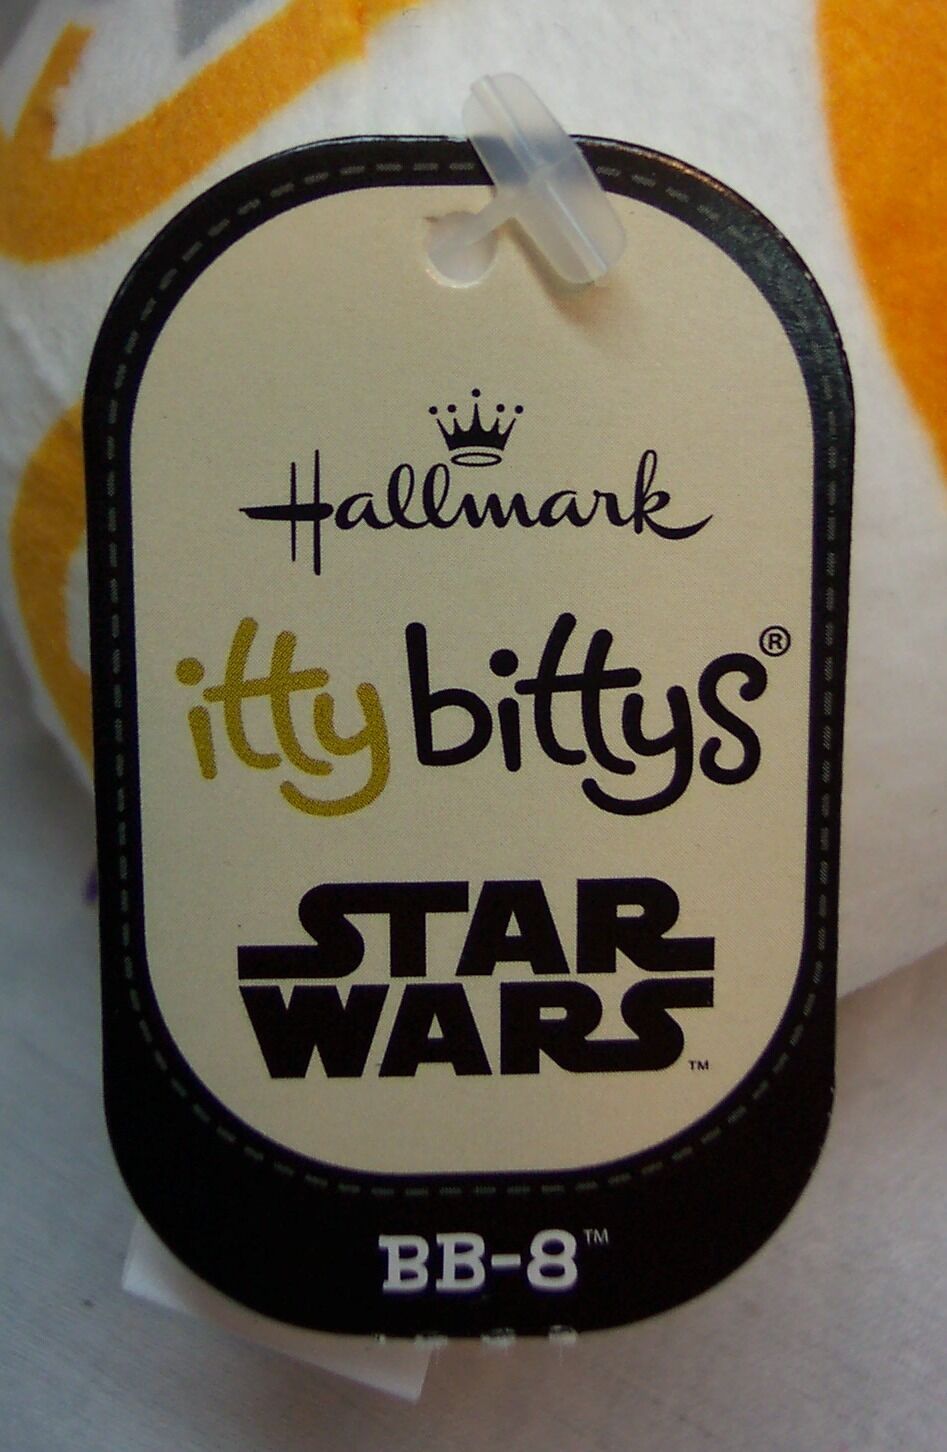 Hallmark
itty bittys®
STAR
WARS™
BB-8™